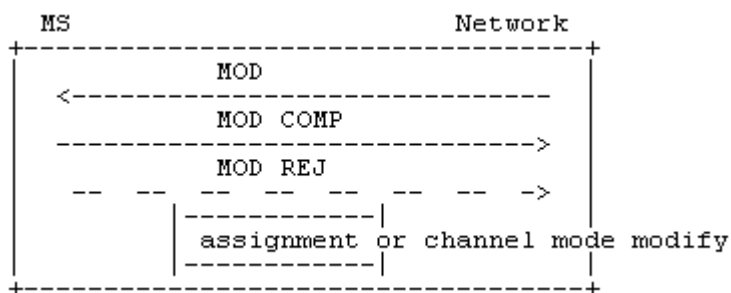 MS Network
MOD
MOD COMP
MOD REJ
assignment or channel mode modify